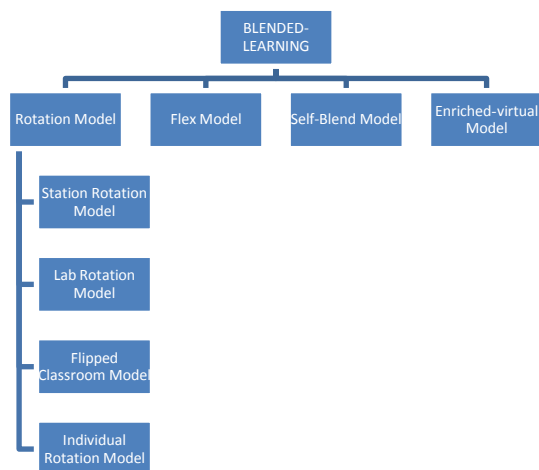 BLENDED-
LEARNING
Rotation Model
Flex Model
Self-Blend Model
Enriched-virtual
Model
Station Rotation
Model
Lab Rotation
Model
Flipped
Classroom Model
Individual
Rotation Model